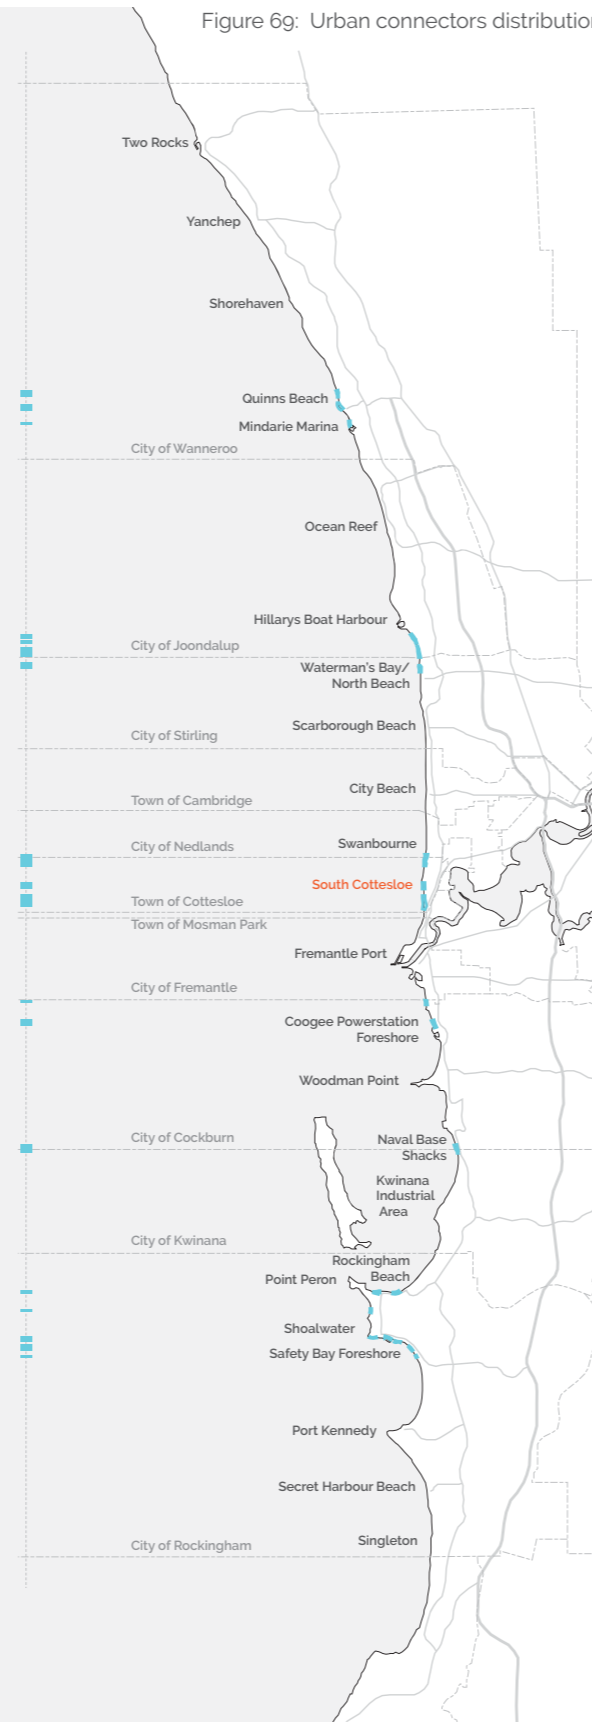 Figure 69: Urban connectors distribution
Two Rocks
Yanchep
Shorehaven
Quinns Beach
Mindarie Marina
City of Wanneroo
Ocean Reef
Hillarys Boat Harbour
City of Joondalup
Waterman's Bay/
North Beach
Scarborough Beach
City of Stirling
City Beach
Town of Cambridge
Swanbourne
City of Nedlands
South Cottesloe
Town of Cottesloe
Town of Mosman Park
Fremantle Port
City of Fremantle
Coogee Powerstation
Foreshore
Woodman Point
City of Cockburn
Naval Base
Shacks
Kwinana
Industrial
Area
City of Kwinana
Rockingham
Beach
Point Peron
Shoalwater
Safety Bay Foreshore
Port Kennedy
Secret Harbour Beach
Singleton
City of Rockingham